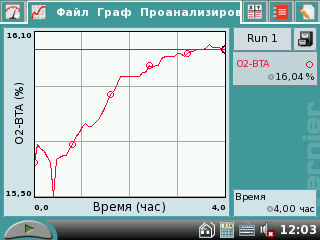 Файл Граф Проанализиров
Run 1
O2-BTA
16,04 %
16,10
O2-BTA (%)
15,50
0,0
Время (час)
4,0
Время
4,00 час
ernier
12:03